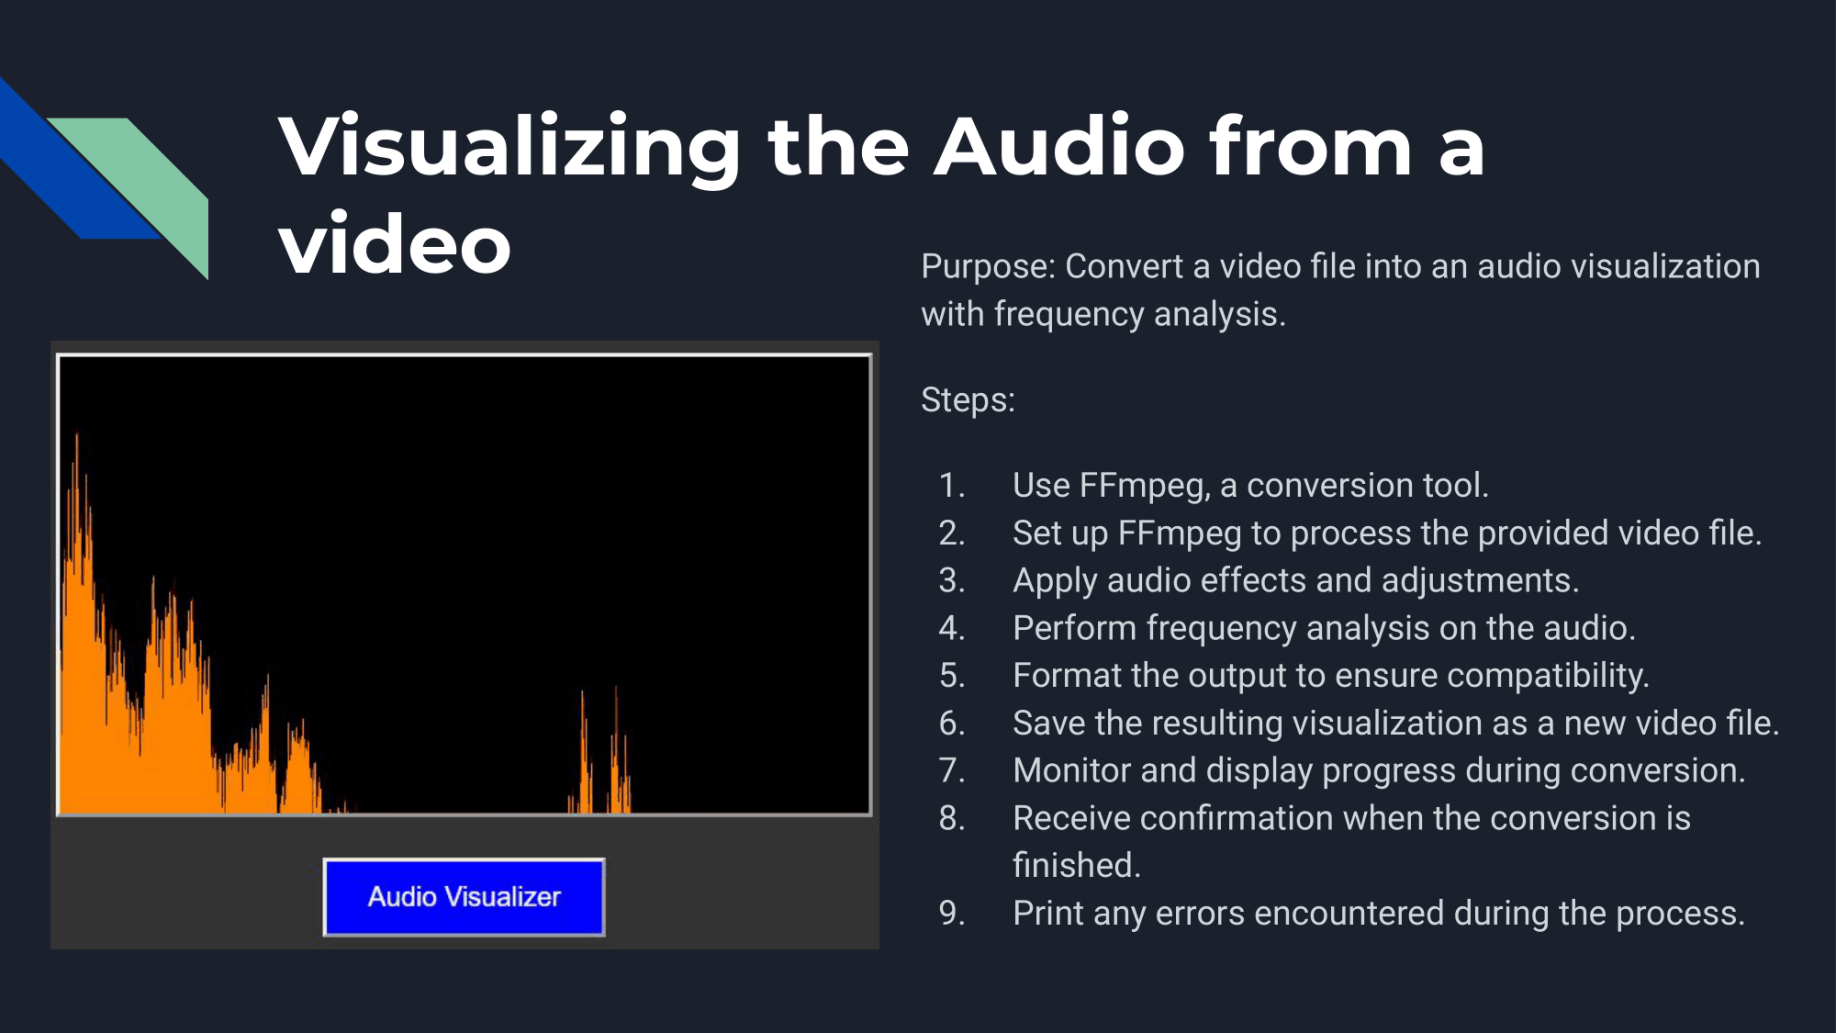 Visualizing the Audio from a
video
Purpose: Convert a video file into an audio visualization
with frequency analysis.
Steps:
1. Use FFmpeg, a conversion tool.
2. Set up FFmpeg to process the provided video file.
3. Apply audio effects and adjustments.
4. Perform frequency analysis on the audio.
5. Format the output to ensure compatibility.
6. Save the resulting visualization as a new video file.
7. Monitor and display progress during conversion.
8. Receive confirmation when the conversion is
finished.
9. Print any errors encountered during the process.
Audio Visualizer